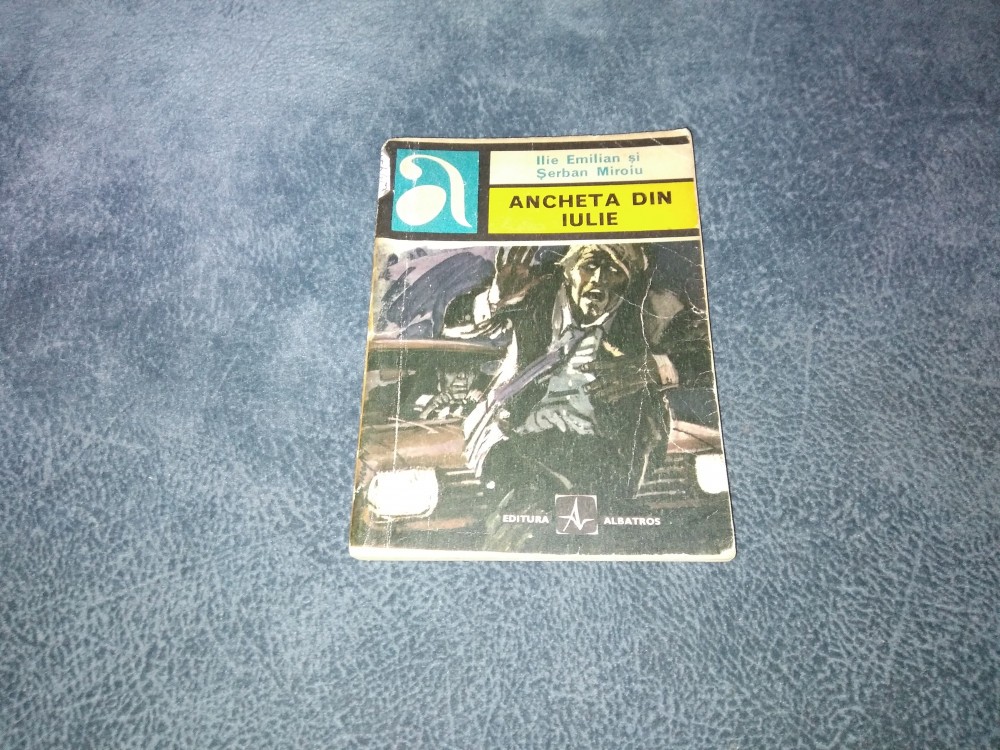 a
Ilie Emilian și
Șerban Miroiu
ANCHETA DIN
IULIE
EDITURA ALBATROS